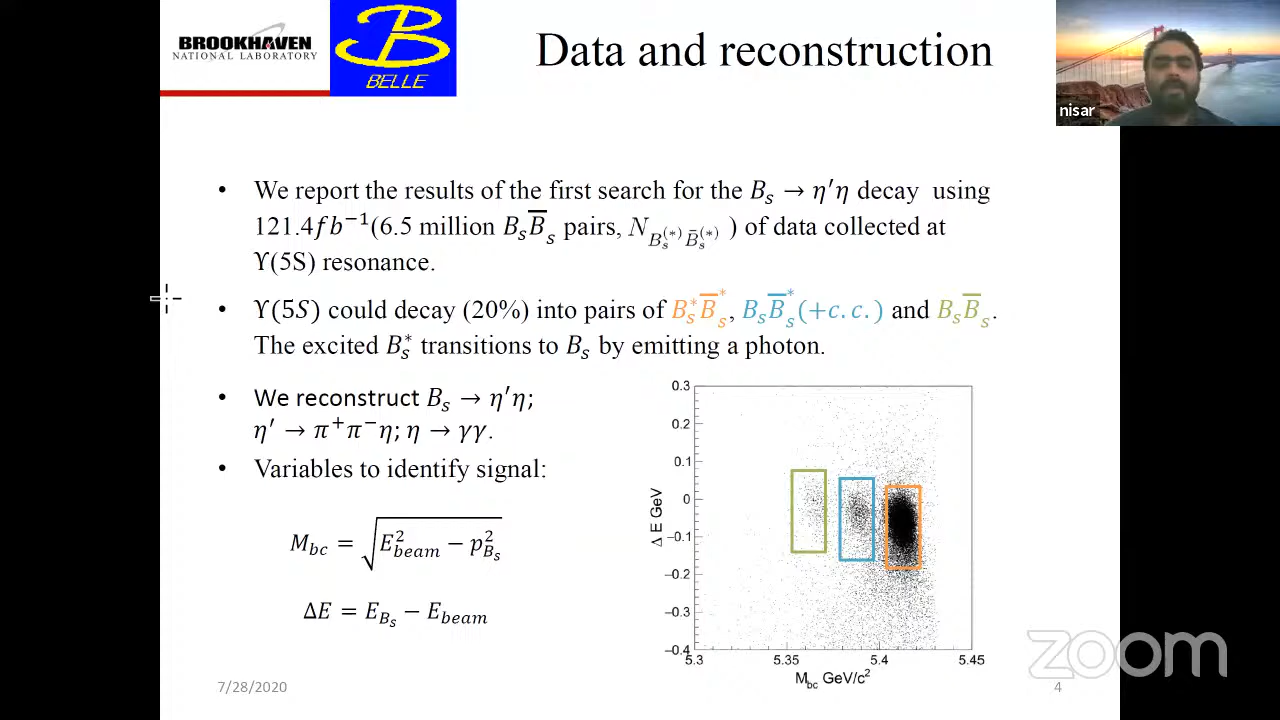 BROOKHAVEN
NATIONAL LABORATORY
BELLE
Data and reconstruction
nisar
• We report the results of the first search for the B_s → η′η decay using
121.4fb⁻¹(6.5 million B_s B̅_s pairs, N_{B_s^(*) B̄_s^(*)} ) of data collected at
ϒ(5S) resonance.
• ϒ(5S) could decay (20%) into pairs of B_s^* B̅_s^*, B_s B̅_s^*(+c.c.) and B_s B̅_s.
The excited B_s^* transitions to B_s by emitting a photon.
• We reconstruct B_s → η′η;
η′ → π⁺π⁻η; η → γγ.
• Variables to identify signal:
M_bc = √(E²_beam − p²_{B_s})
ΔE = E_{B_s} − E_beam
0.3
0.2
0.1
0
−0.1
−0.2
−0.3
−0.4
Δ E GeV
5.3 5.35 5.4 5.45
M_bc GeV/c²
zoom
7/28/2020
4